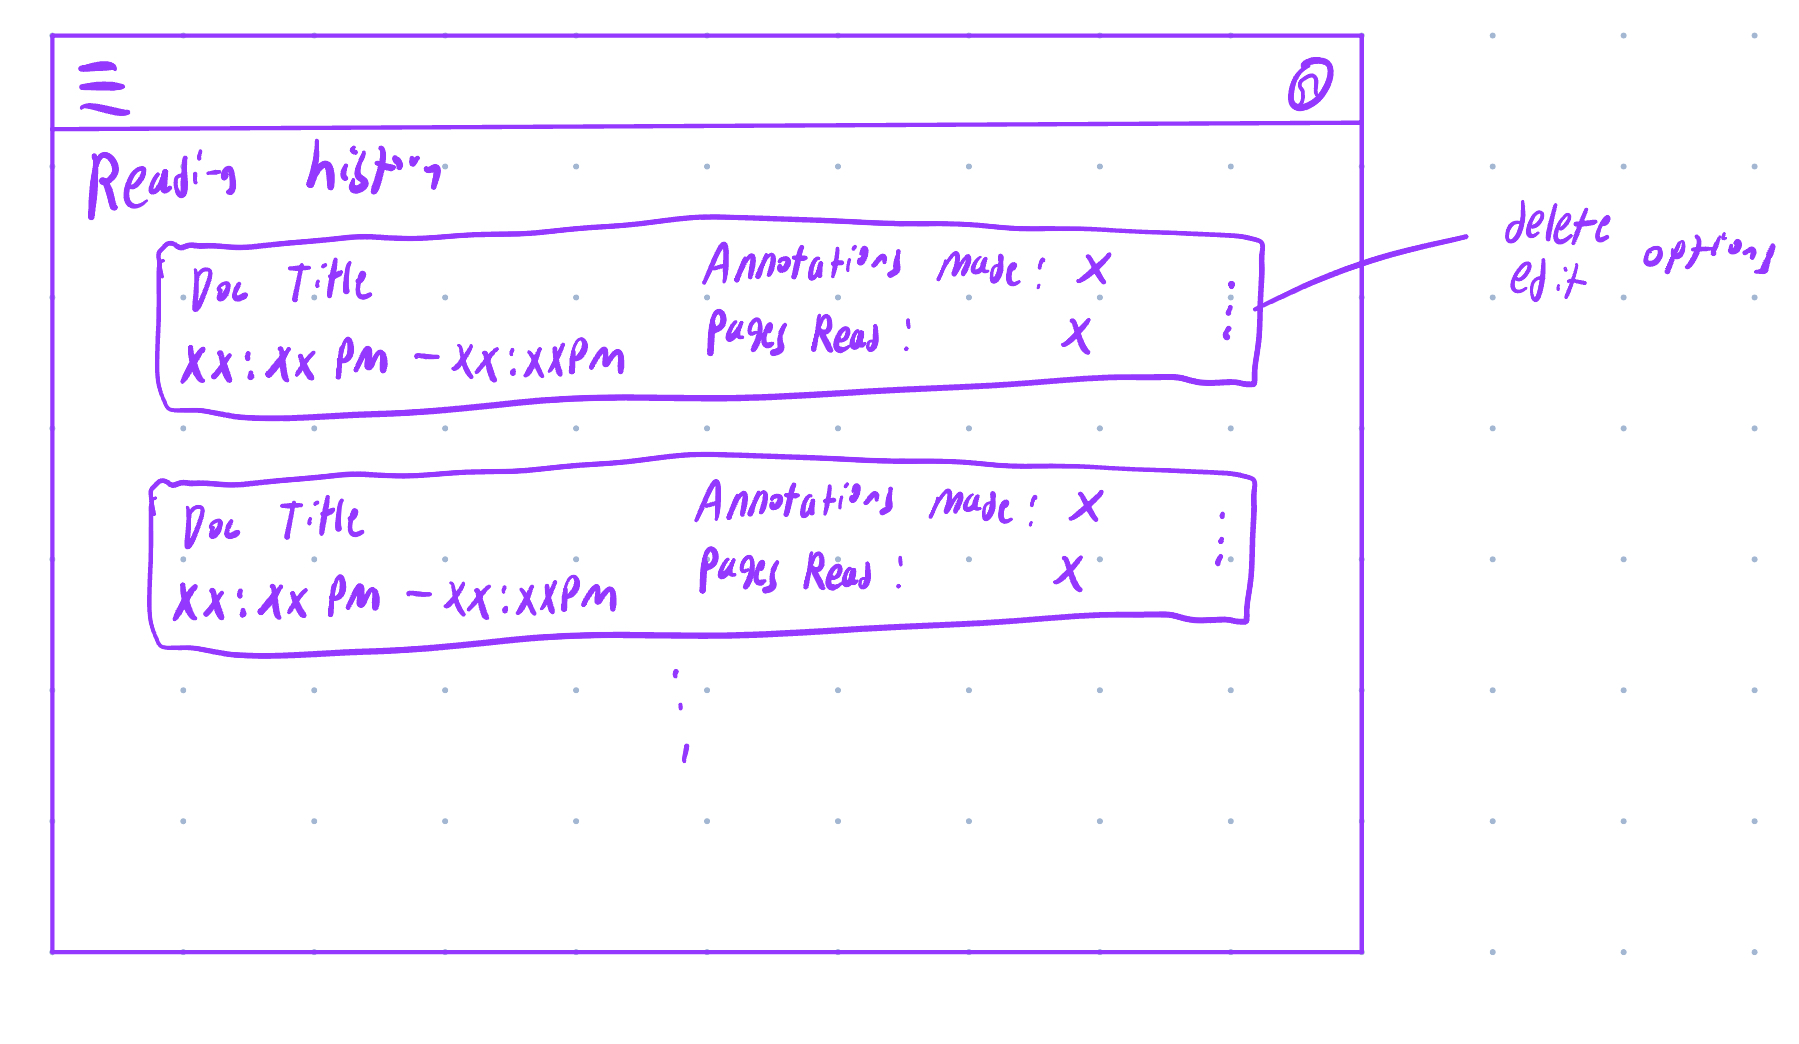 Reading history
Doc Title
Xx:Xx PM - XX:XXPM
Annotations made: X
Pages Read: X
delete
edit
options
Doc Title
Xx:Xx PM - XX:XXPM
Annotations made: X
Pages Read: X